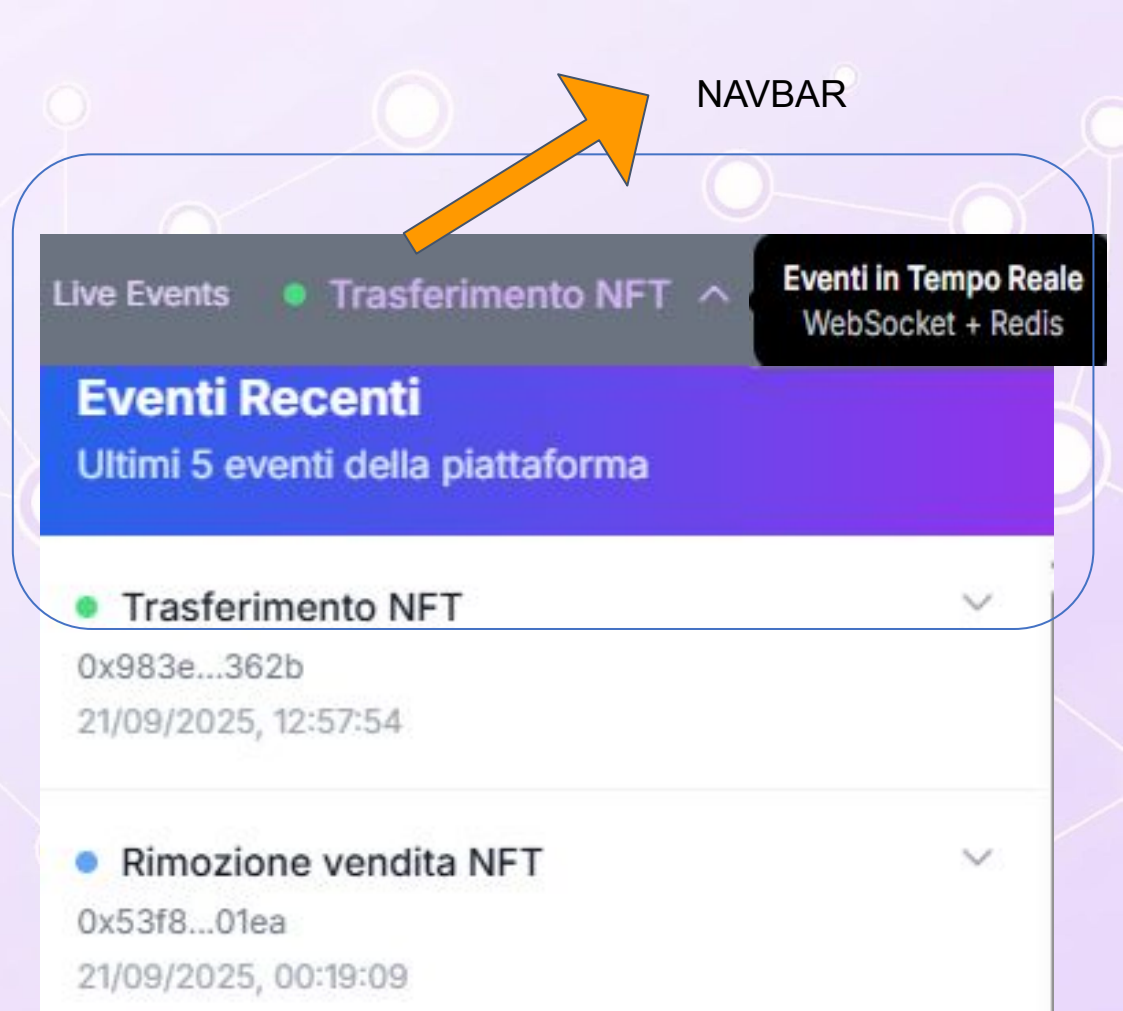 NAVBAR
Live Events
Trasferimento NFT
Eventi in Tempo Reale
WebSocket + Redis
Eventi Recenti
Ultimi 5 eventi della piattaforma
Trasferimento NFT
0x983e...362b
21/09/2025, 12:57:54
Rimozione vendita NFT
0x53f8...01ea
21/09/2025, 00:19:09